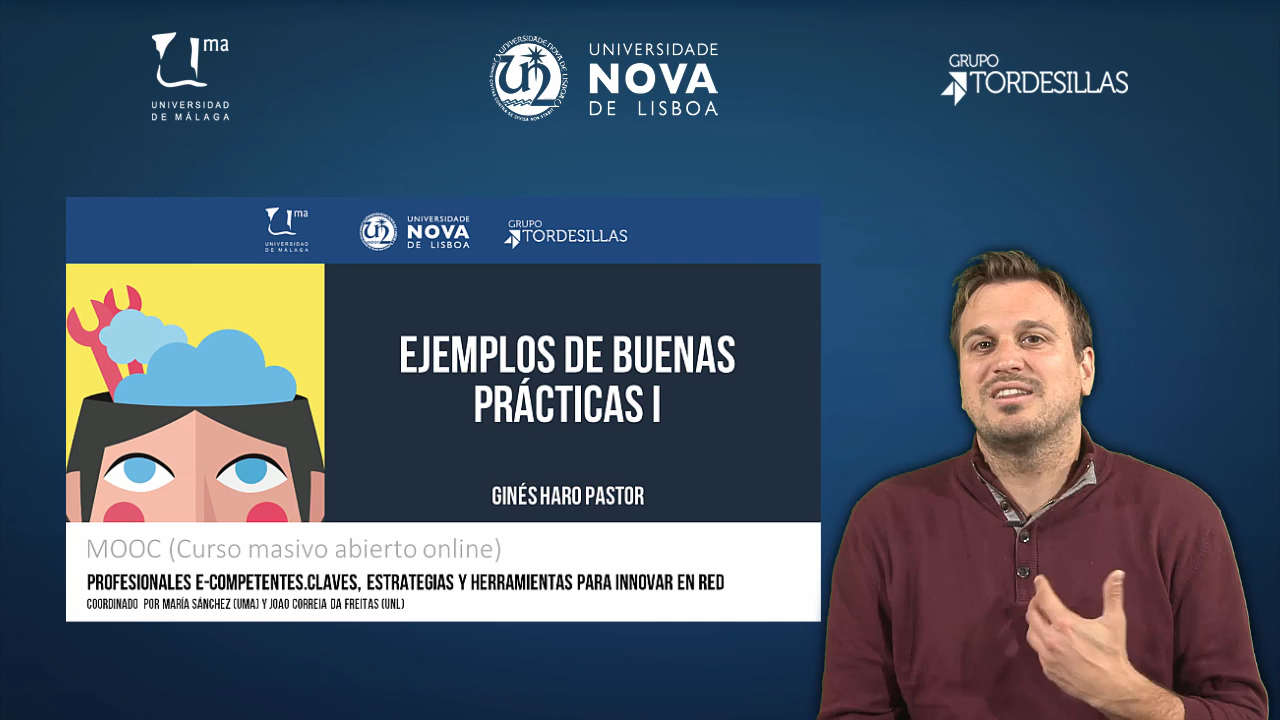 uma
UNIVERSIDAD
DE MÁLAGA
UNIVERSIDADE
NOVA
DE LISBOA
GRUPO
TORDESILLAS
uma
UNIVERSIDAD
DE MÁLAGA
UNIVERSIDADE
NOVA
DE LISBOA
GRUPO
TORDESILLAS
EJEMPLOS DE BUENAS
PRÁCTICAS I
GINÉS HARO PASTOR
MOOC (Curso masivo abierto online)
PROFESIONALES E-COMPETENTES.CLAVES, ESTRATEGIAS Y HERRAMIENTAS PARA INNOVAR EN RED
COORDINADO POR MARÍA SÁNCHEZ (UMA) Y JOAO CORREIA DA FREITAS (UNL)